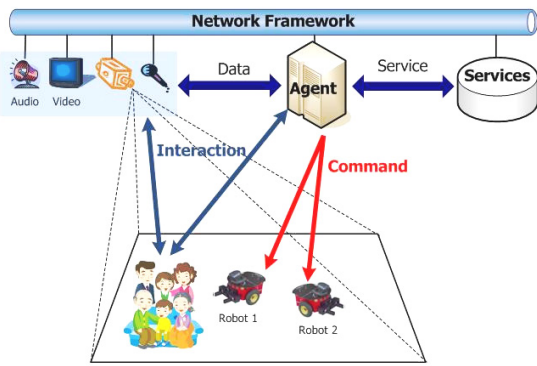 Network Framework
Audio
Video
Data
Agent
Service
Services
Interaction
Command
Robot 1
Robot 2